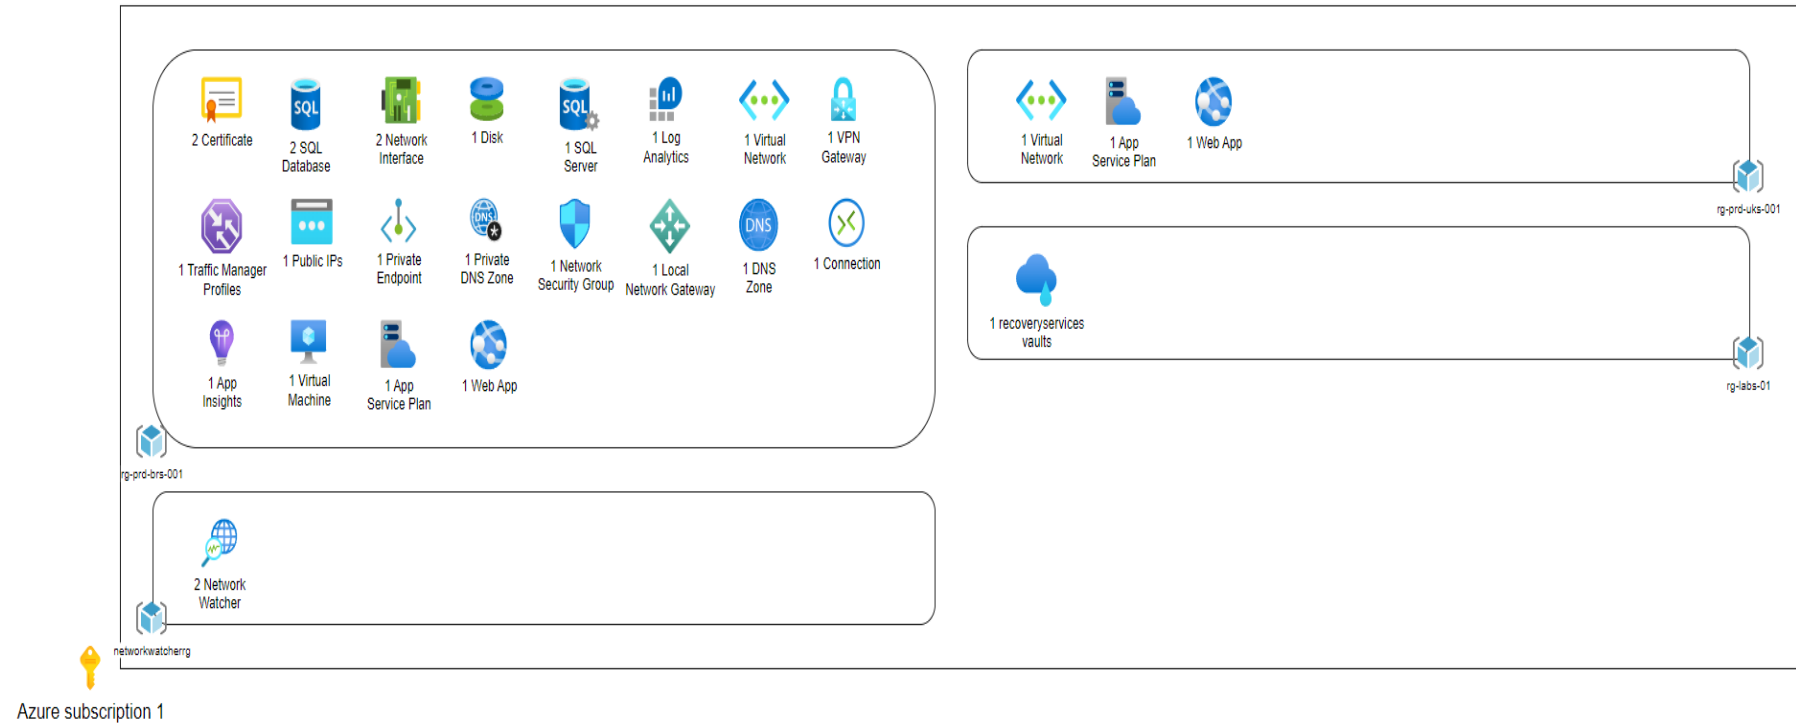 2 Certificate
SQL
2 SQL
Database
2 Network
Interface
1 Disk
SQL
1 SQL
Server
1 Log
Analytics
1 Virtual
Network
1 VPN
Gateway
1 Traffic Manager
Profiles
1 Public IPs
1 Private
Endpoint
DNS
1 Private
DNS Zone
1 Network
Security Group
1 Local
Network Gateway
DNS
1 DNS
Zone
1 Connection
1 App
Insights
1 Virtual
Machine
1 App
Service Plan
1 Web App
rg-prd-brs-001
1 Virtual
Network
1 App
Service Plan
1 Web App
rg-prd-uks-001
1 recoveryservices
vaults
rg-labs-01
2 Network
Watcher
networkwatcherrg
Azure subscription 1